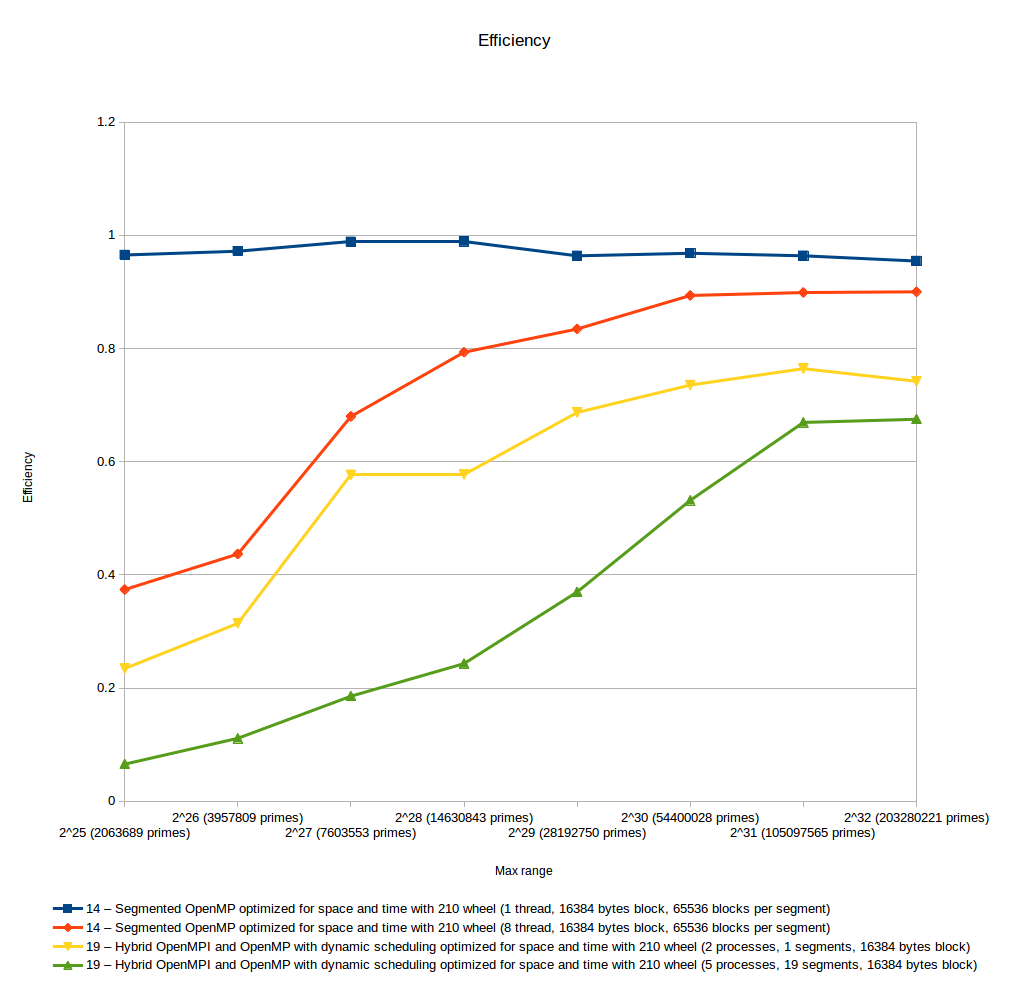 Efficiency
1.2
1
0.8
0.6
0.4
0.2
0
Efficiency
2^25 (2063689 primes)
2^26 (3957809 primes)
2^27 (7603553 primes)
2^28 (14630843 primes)
2^29 (28192750 primes)
2^30 (54400028 primes)
2^31 (105097565 primes)
2^32 (203280221 primes)
Max range
14 – Segmented OpenMP optimized for space and time with 210 wheel (1 thread, 16384 bytes block, 65536 blocks per segment)
14 – Segmented OpenMP optimized for space and time with 210 wheel (8 thread, 16384 bytes block, 65536 blocks per segment)
19 – Hybrid OpenMPI and OpenMP with dynamic scheduling optimized for space and time with 210 wheel (2 processes, 1 segments, 16384 bytes block)
19 – Hybrid OpenMPI and OpenMP with dynamic scheduling optimized for space and time with 210 wheel (5 processes, 19 segments, 16384 bytes block)